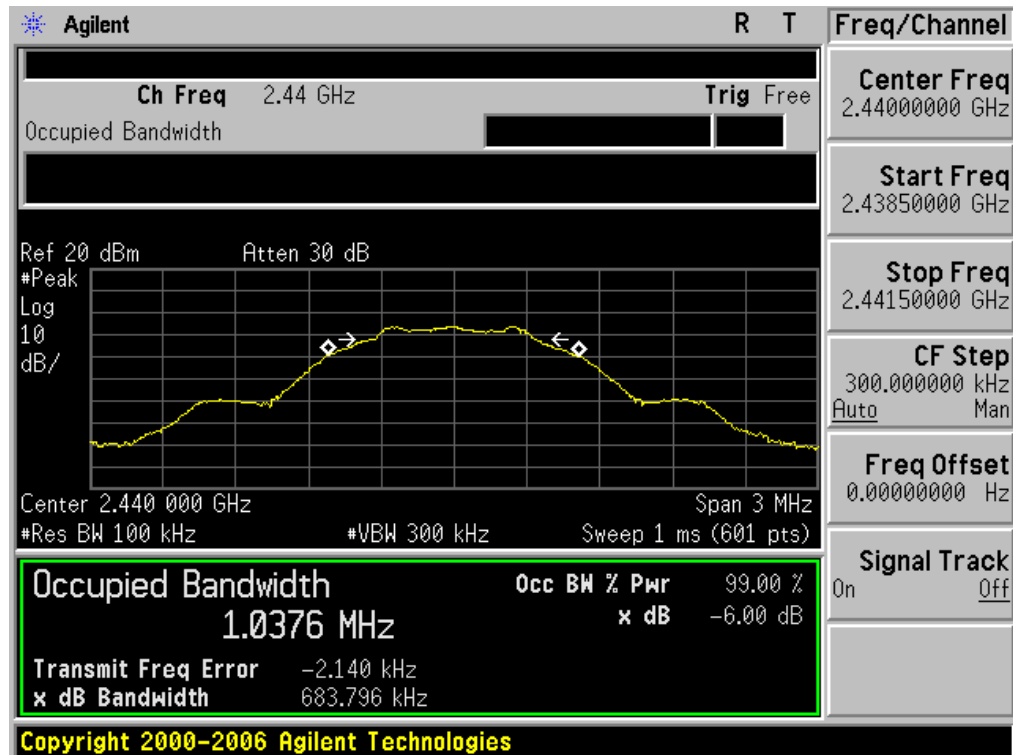 Agilent R T
Freq/Channel
Ch Freq 2.44 GHz Trig Free
Occupied Bandwidth
Center Freq
2.44000000 GHz
Start Freq
2.43850000 GHz
Stop Freq
2.44150000 GHz
CF Step
300.000000 kHz
Auto Man
Freq Offset
0.00000000 Hz
Signal Track
On Off
Ref 20 dBm Atten 30 dB
#Peak
Log
10
dB/
Center 2.440 000 GHz Span 3 MHz
#Res BW 100 kHz #VBW 300 kHz Sweep 1 ms (601 pts)
Occupied Bandwidth
1.0376 MHz
Occ BW % Pwr 99.00 %
x dB -6.00 dB
Transmit Freq Error -2.140 kHz
x dB Bandwidth 683.796 kHz
Copyright 2000-2006 Agilent Technologies